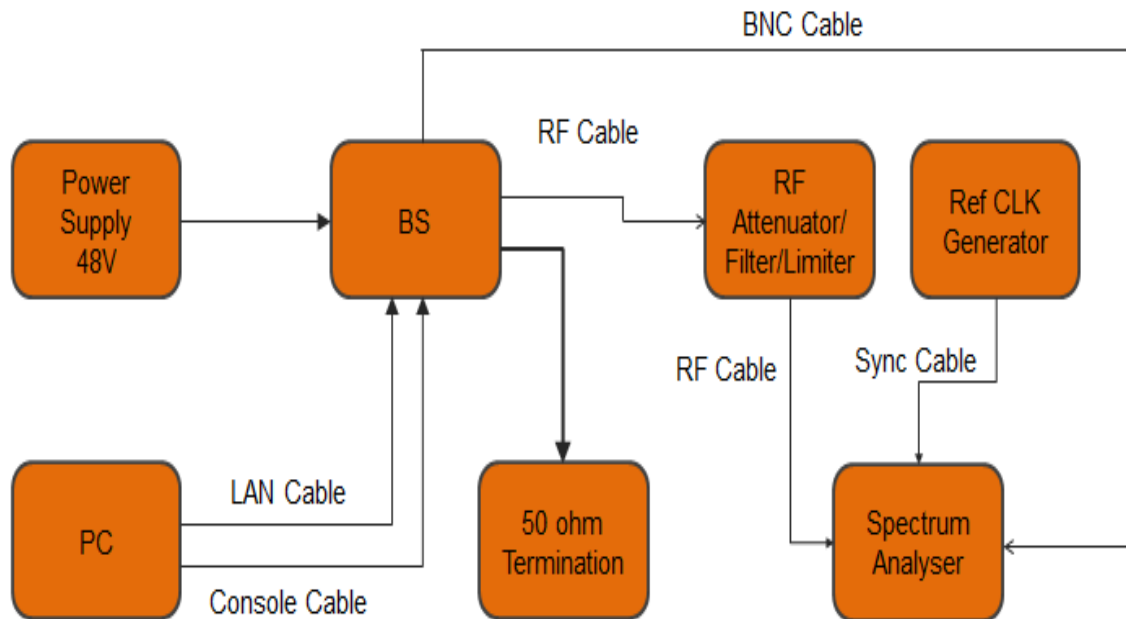 BNC Cable
RF Cable
Power
Supply
48V
BS
RF
Attenuator/
Filter/Limiter
Ref CLK
Generator
RF Cable
Sync Cable
LAN Cable
PC
50 ohm
Termination
Spectrum
Analyser
Console Cable